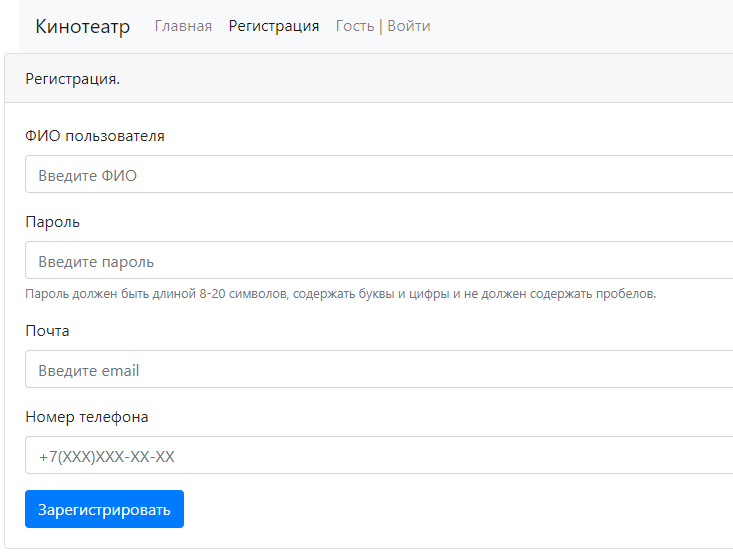 Кинотеатр Главная Регистрация Гость | Войти
Регистрация.
ФИО пользователя
Введите ФИО
Пароль
Введите пароль
Пароль должен быть длиной 8-20 символов, содержать буквы и цифры и не должен содержать пробелов.
Почта
Введите email
Номер телефона
+7(XXX)XXX-XX-XX
Зарегистрировать